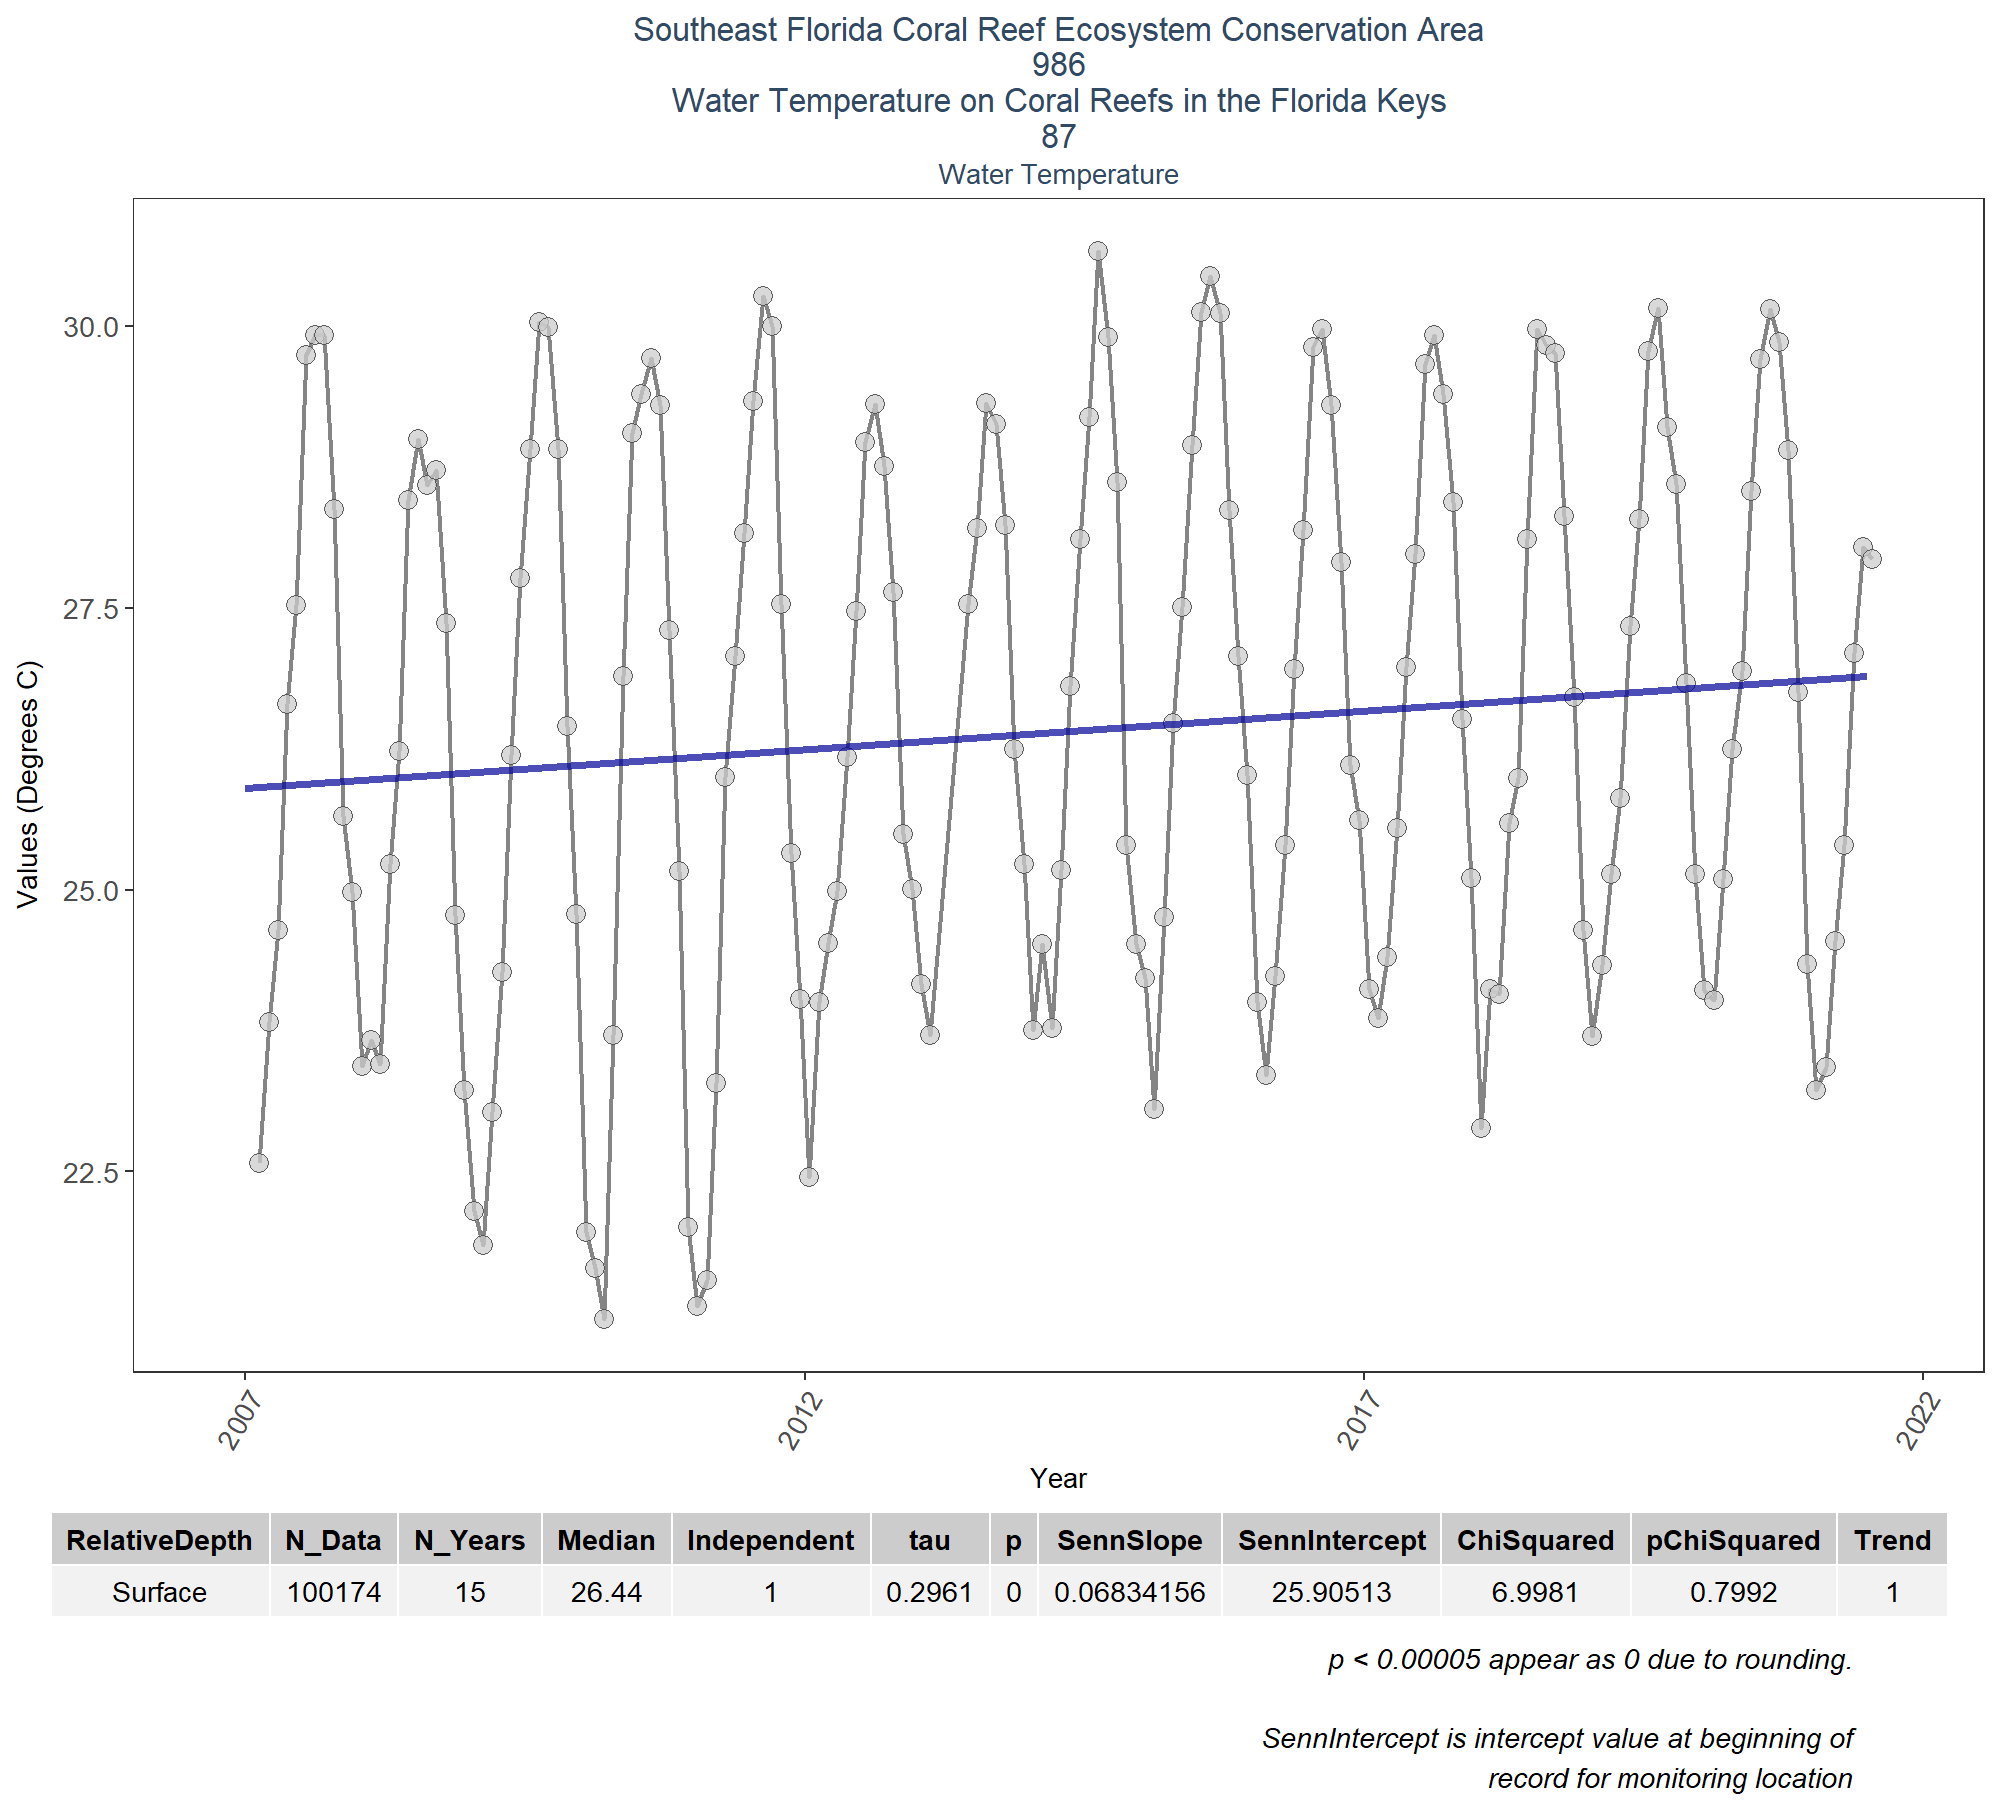 Southeast Florida Coral Reef Ecosystem Conservation Area
986
Water Temperature on Coral Reefs in the Florida Keys
87
Water Temperature
Values (Degrees C)
30.0
27.5
25.0
22.5
2007
2012
2017
2022
Year
RelativeDepth N_Data N_Years Median Independent tau p SennSlope SennIntercept ChiSquared pChiSquared Trend
Surface 100174 15 26.44 1 0.2961 0 0.06834156 25.90513 6.9981 0.7992 1
p < 0.00005 appear as 0 due to rounding.
SennIntercept is intercept value at beginning of
record for monitoring location